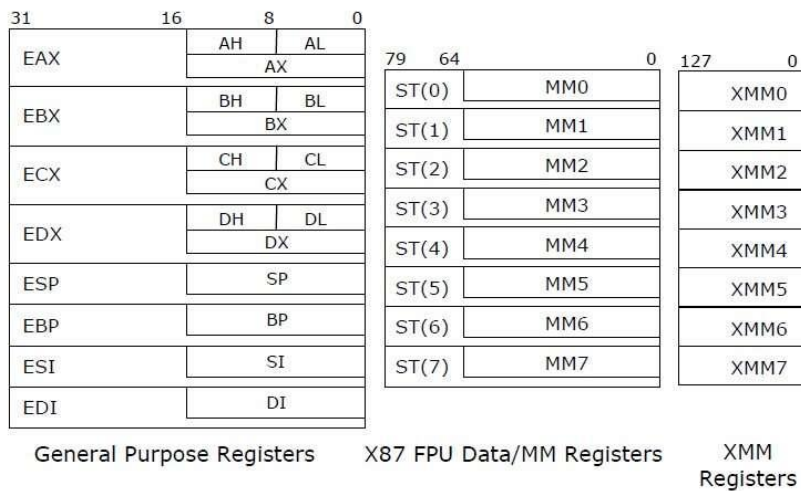 31 16 8 0
EAX AH AL
AX
EBX BH BL
BX
ECX CH CL
CX
EDX DH DL
DX
ESP SP
EBP BP
ESI SI
EDI DI
General Purpose Registers
79 64 0
ST(0) MM0
ST(1) MM1
ST(2) MM2
ST(3) MM3
ST(4) MM4
ST(5) MM5
ST(6) MM6
ST(7) MM7
X87 FPU Data/MM Registers
127 0
XMM0
XMM1
XMM2
XMM3
XMM4
XMM5
XMM6
XMM7
XMM
Registers